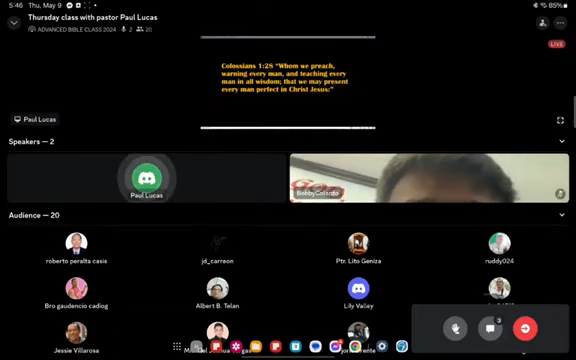 5:46 Thu, May 9
85%
Thursday class with pastor Paul Lucas
ADVANCED BIBLE CLASS 2024 2 20
LIVE
Colossians 1:28 "Whom we preach,
warning every man, and teaching every
man in all wisdom; that we may present
every man perfect in Christ Jesus:"
Paul Lucas
Speakers — 2
Paul Lucas
BobbyCollardo
Audience — 20
roberto peralta casis
jd_carreon
Ptr. Lito Geniza
ruddy024
Bro gaudencio cadiog
Albert B. Telan
Lily Valley
3
Jessie Villarosa